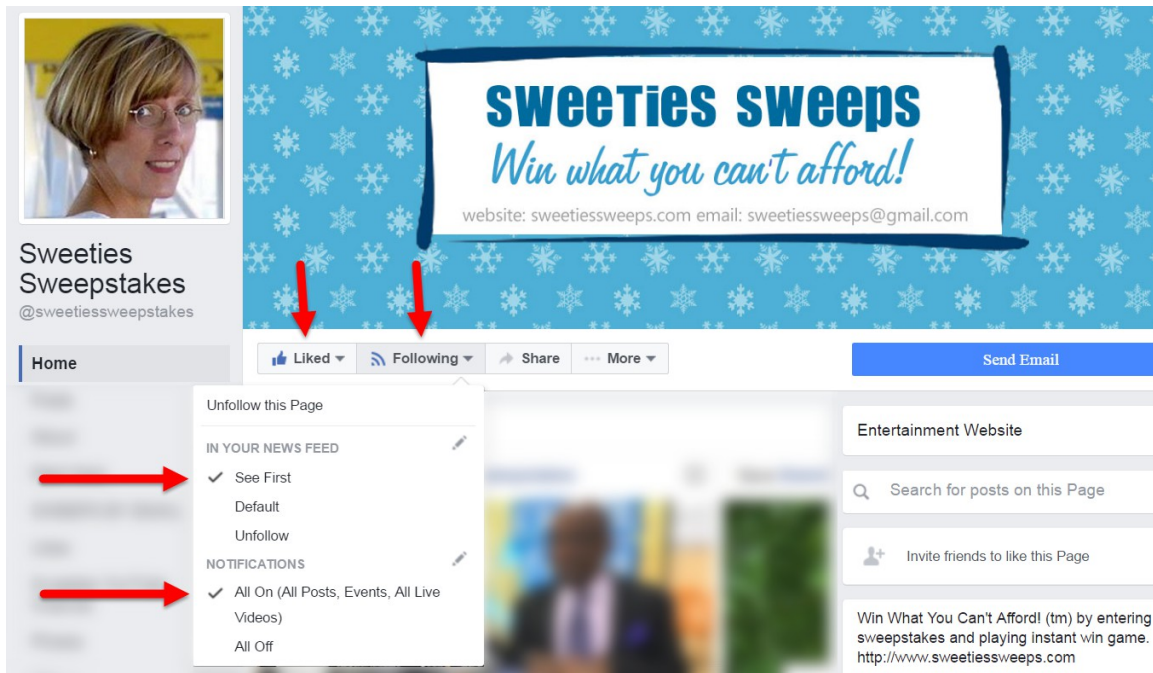 sweeties sweeps
Win what you can't afford!
website: sweetiessweeps.com email: sweetiessweeps@gmail.com
Sweeties
Sweepstakes
@sweetiessweepstakes
Home
Liked
Following
Share
More
Send Email
Unfollow this Page
IN YOUR NEWS FEED
See First
Default
Unfollow
NOTIFICATIONS
All On (All Posts, Events, All Live
Videos)
All Off
Entertainment Website
Search for posts on this Page
Invite friends to like this Page
Win What You Can't Afford! (tm) by entering
sweepstakes and playing instant win game.
http://www.sweetiessweeps.com